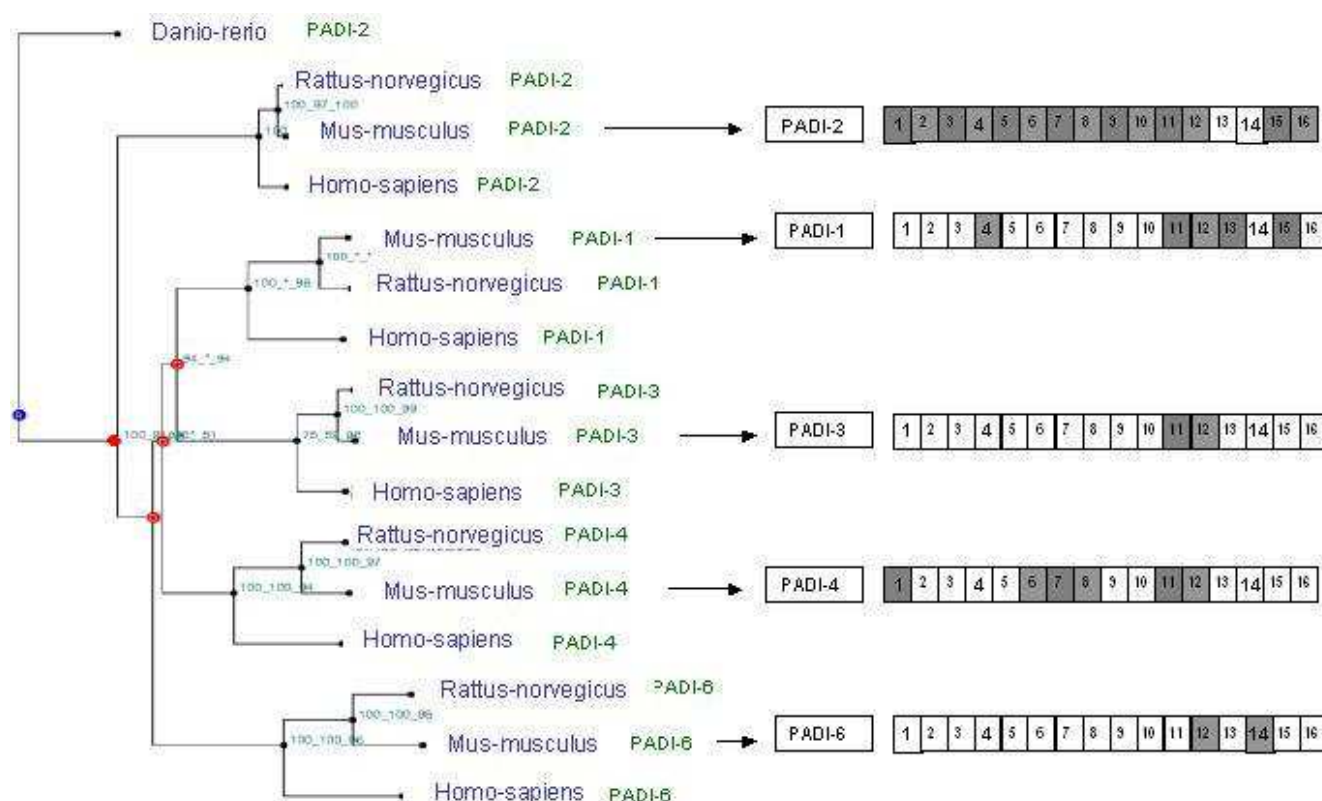 Danio-rerio PADI-2
Rattus-norvegicus PADI-2
100_97_100
Mus-musculus PADI-2 PADI-2 1 2 3 4 5 6 7 8 9 10 11 12 13 14 15 16
100
Homo-sapiens PADI-2
Mus-musculus PADI-1 PADI-1 1 2 3 4 5 6 7 8 9 10 11 12 13 14 15 16
100_*_*
Rattus-norvegicus PADI-1
100_*_98
Homo-sapiens PADI-1
94_*_94
Rattus-norvegicus PADI-3
100_100_99
Mus-musculus PADI-3 PADI-3 1 2 3 4 5 6 7 8 9 10 11 12 13 14 15 16
Homo-sapiens PADI-3
Rattus-norvegicus PADI-4
100_100_97
Mus-musculus PADI-4 PADI-4 1 2 3 4 5 6 7 8 9 10 11 12 13 14 15 16
100_100_94
Homo-sapiens PADI-4
Rattus-norvegicus PADI-6
100_100_95
Mus-musculus PADI-6 PADI-6 1 2 3 4 5 6 7 8 9 10 11 12 13 14 15 16
100_100_96
Homo-sapiens PADI-6